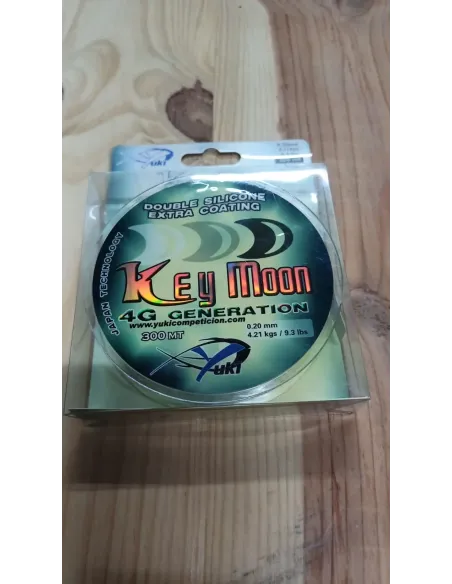 Yuki
DOUBLE SILICONE
EXTRA COATING
JAPAN TECHNOLOGY
KEY MOON
4G GENERATION
www.yukicompeticion.com
300 MT
0.20 mm
4.21 kgs / 9.3 lbs
Yuki